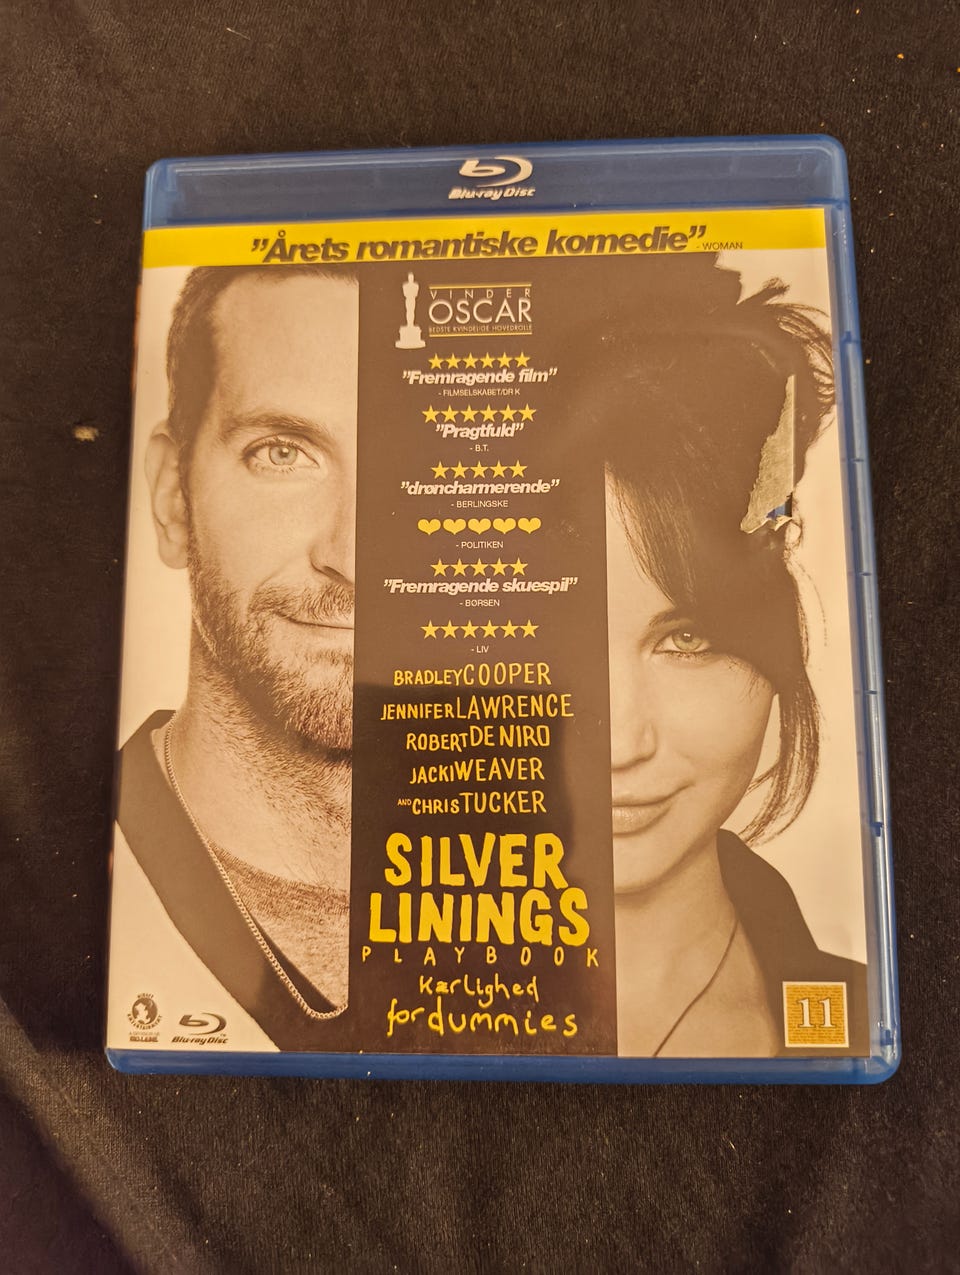 Blu-ray Disc
"Årets romantiske komedie" - WOMAN
VINDER
OSCAR
BEDSTE KVINDELIGE HOVEDROLLE
"Fremragende film"
- FILMSELSKABET/DR K
"Pragtfuld"
- B.T.
"drøncharmerende"
- BERLINGSKE
- POLITIKEN
"Fremragende skuespil"
- BØRSEN
- LIV
BRADLEY COOPER
JENNIFER LAWRENCE
ROBERT DE NIRO
JACKI WEAVER
AND CHRIS TUCKER
SILVER
LININGS
PLAYBOOK
kærlighed
for dummies
Blu-ray Disc
11